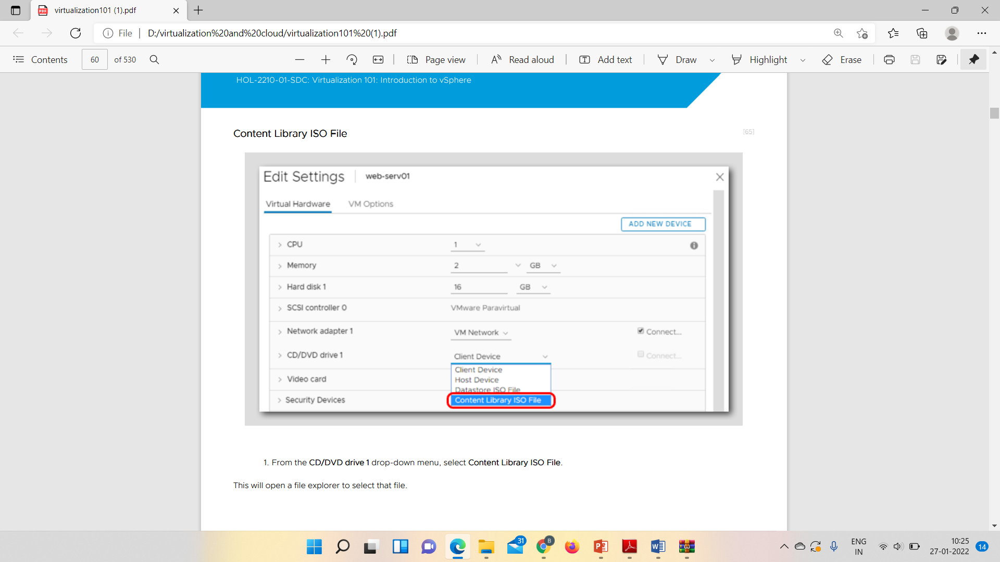 virtualization101 (1).pdf
File
D:/virtualization%20and%20cloud/virtualization101%20(1).pdf
Contents
60
of 530
Page view
Read aloud
Add text
Draw
Highlight
Erase
HOL-2210-01-SDC: Virtualization 101: Introduction to vSphere
Content Library ISO File
[65]
Edit Settings
web-serv01
Virtual Hardware
VM Options
ADD NEW DEVICE
CPU
1
Memory
2
GB
Hard disk 1
16
GB
SCSI controller 0
VMware Paravirtual
Network adapter 1
VM Network
Connect...
CD/DVD drive 1
Client Device
Connect...
Client Device
Host Device
Datastore ISO File
Content Library ISO File
Video card
Security Devices
1. From the CD/DVD drive 1 drop-down menu, select Content Library ISO File.
This will open a file explorer to select that file.
31
B
ENG
IN
10:25
27-01-2022
14